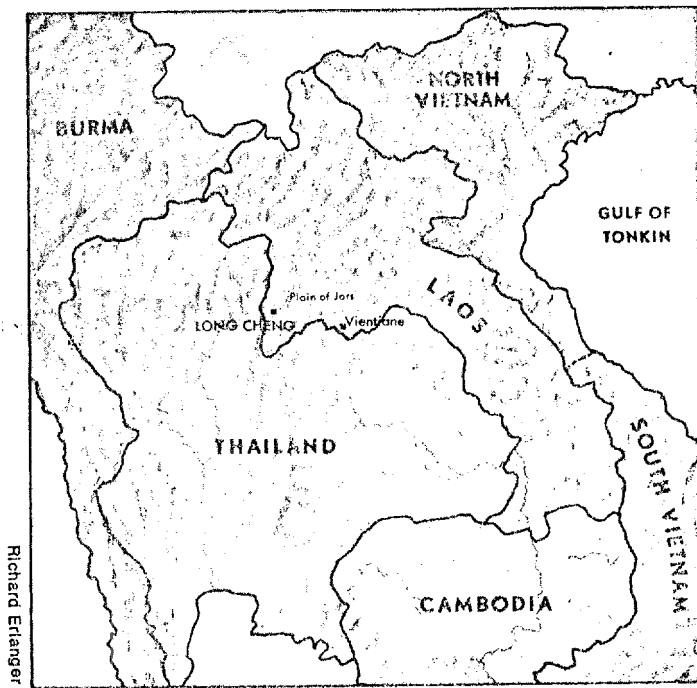 NORTH
VIETNAM
BURMA
GULF OF
TONKIN
Plain of Jars
LONG CHENG
Vientiane
LAOS
THAILAND
SOUTH VIETNAM
CAMBODIA
Richard Erlanger